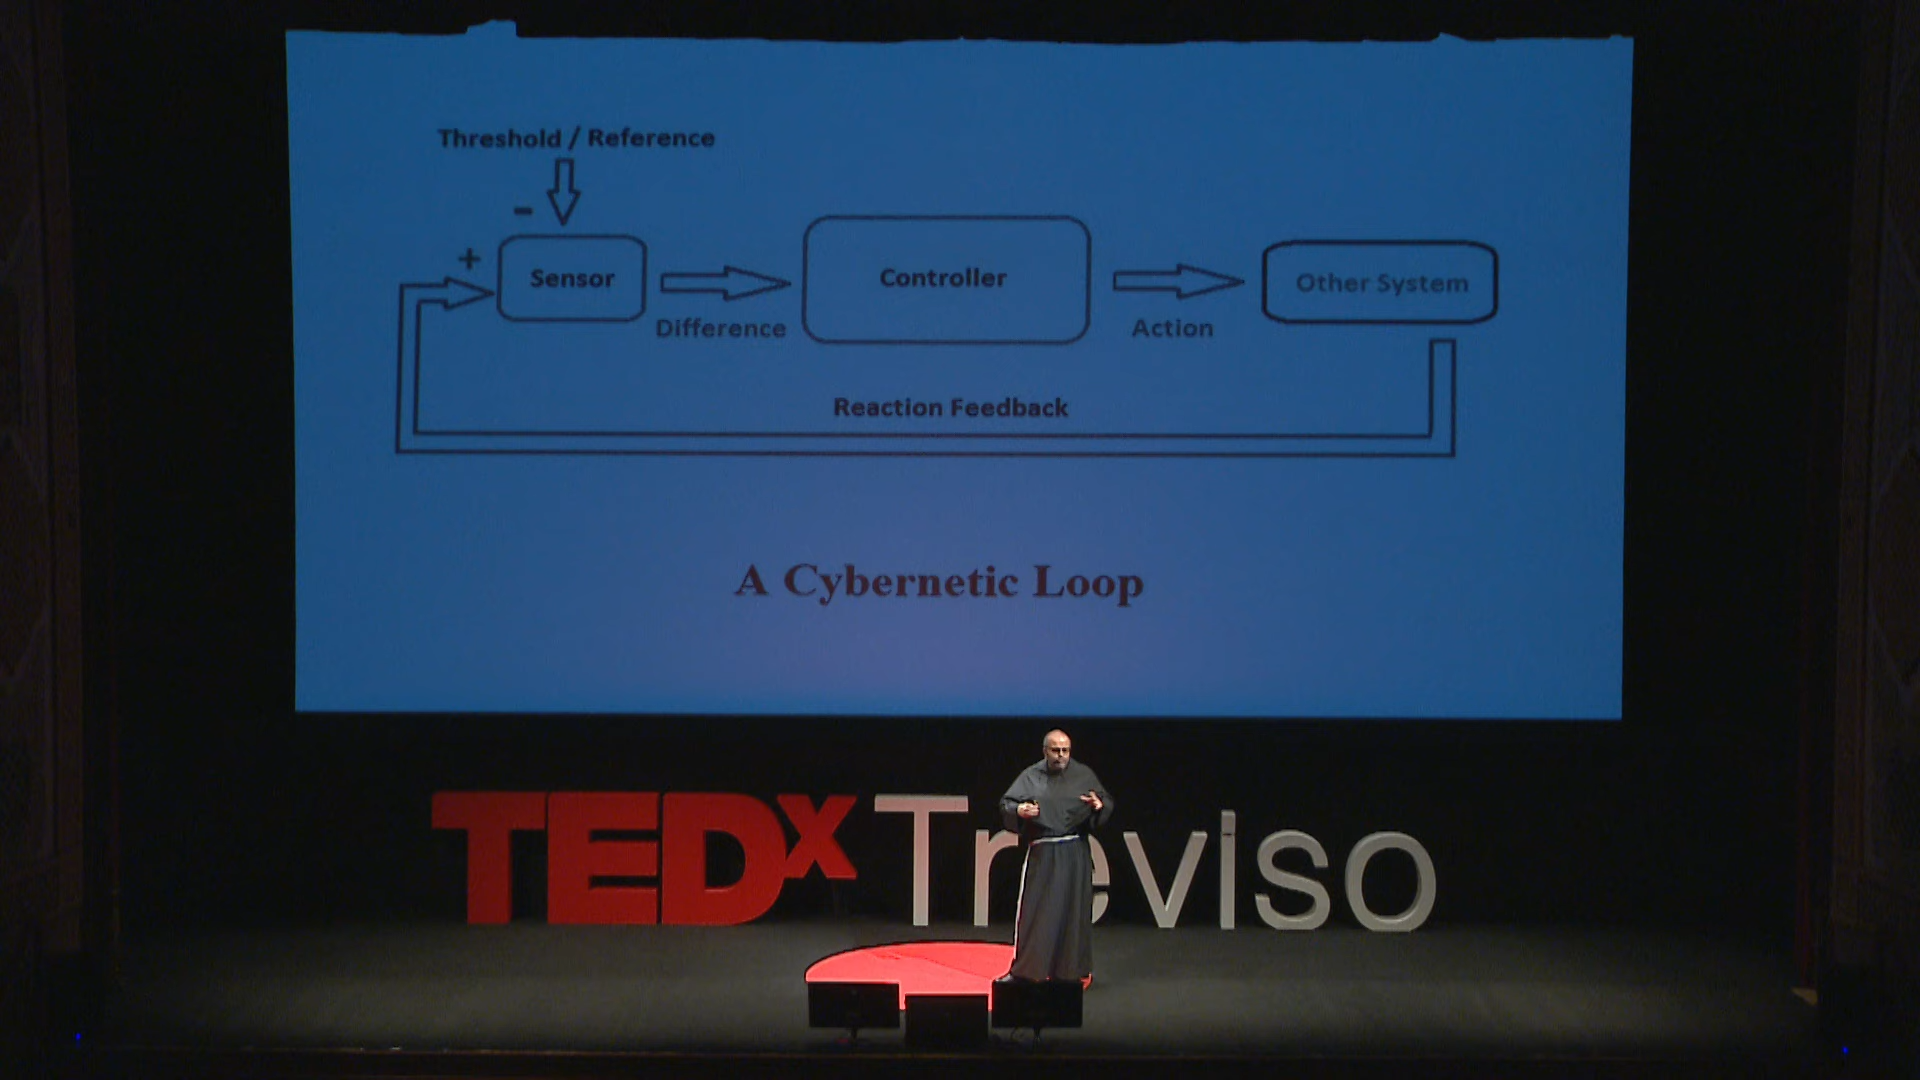 Threshold / Reference
-
+
Sensor
Controller
Other System
Difference
Action
Reaction Feedback
A Cybernetic Loop
TEDx Treviso